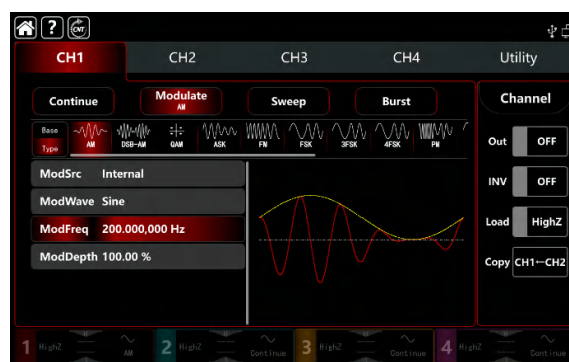 ? CNT
CH1 CH2 CH3 CH4 Utility
Continue Modulate AM Sweep Burst Channel
Base Type AM DSB-AM QAM ASK FM FSK 3FSK 4FSK PM
Out OFF
ModSrc Internal
INV OFF
ModWave Sine
ModFreq 200.000,000 Hz
Load HighZ
ModDepth 100.00 %
Copy CH1←CH2
1 HighZ AM 2 HighZ Continue 3 HighZ Continue 4 HighZ Continue